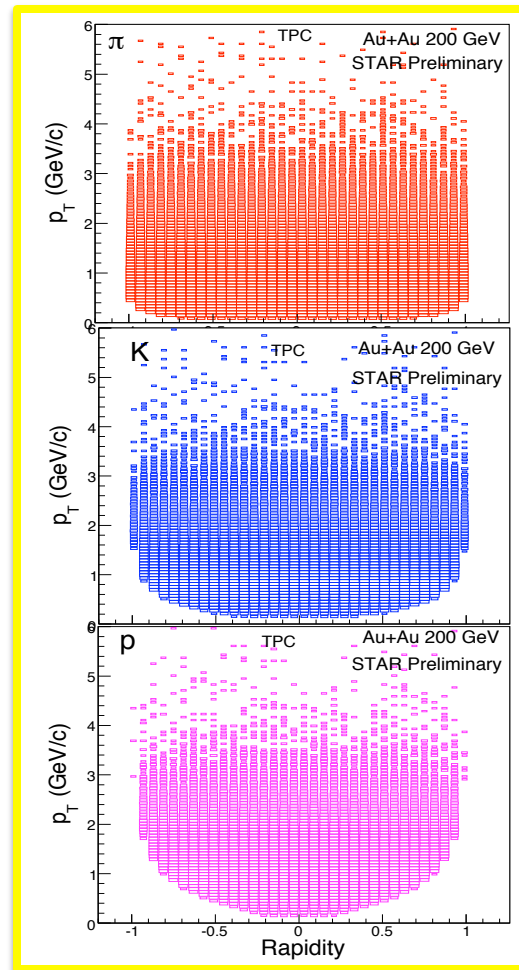 π TPC Au+Au 200 GeV
STAR Preliminary
p_T (GeV/c)
6
5
4
3
2
1
0
K TPC Au+Au 200 GeV
STAR Preliminary
p_T (GeV/c)
6
5
4
3
2
1
p TPC Au+Au 200 GeV
STAR Preliminary
p_T (GeV/c)
5
4
3
2
1
0
-1 -0.5 0 0.5 1
Rapidity